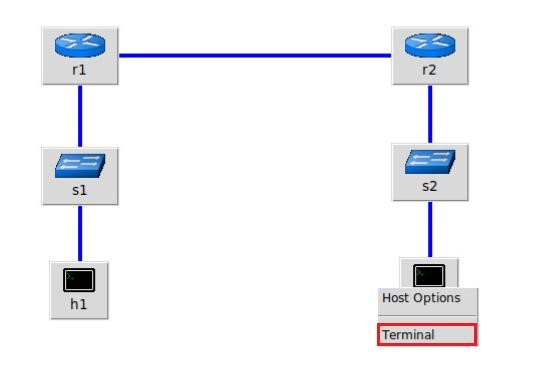 r1
r2
s1
s2
h1
Host Options
Terminal